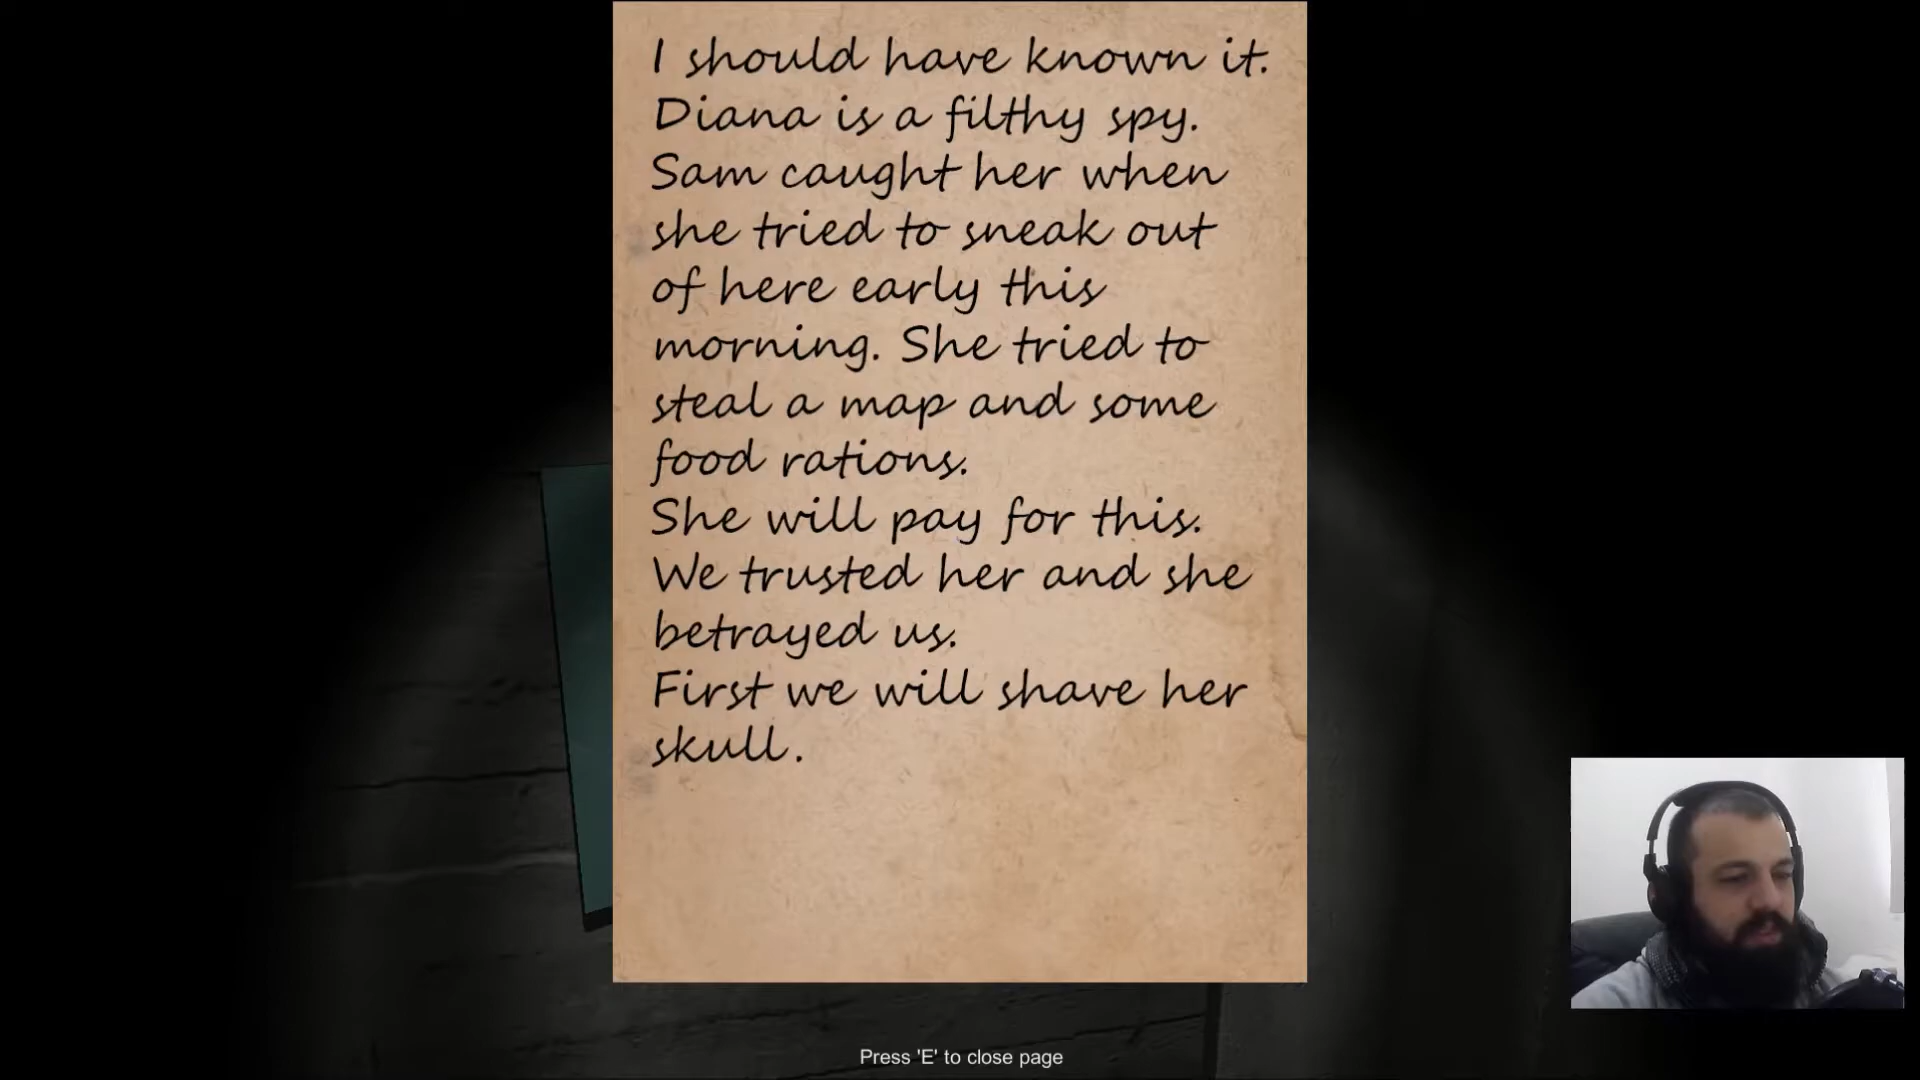 I should have known it.
Diana is a filthy spy.
Sam caught her when
she tried to sneak out
of here early this
morning. She tried to
steal a map and some
food rations.
She will pay for this.
We trusted her and she
betrayed us.
First we will shave her
skull.
Press 'E' to close page